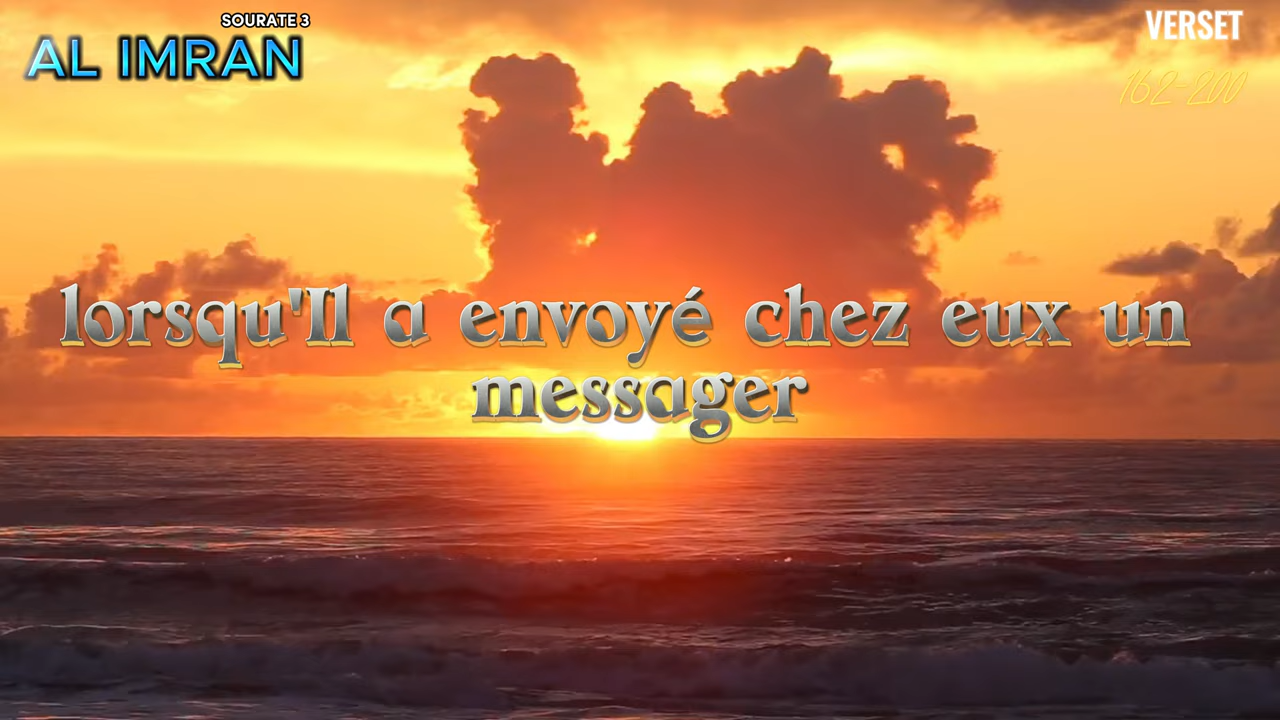 SOURATE 3
AL IMRAN
VERSET
162-200
lorsqu'Il a envoyé chez eux un
messager